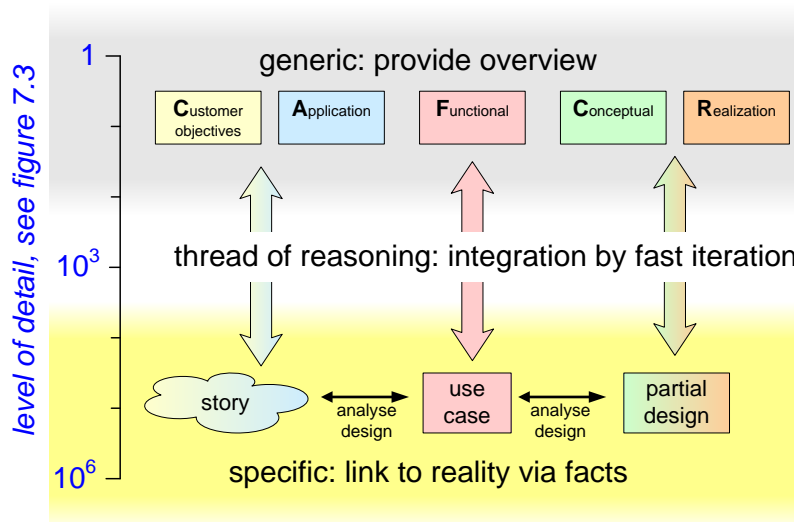 level of detail, see figure 7.3
1
10³
10⁶
generic: provide overview
Customer
objectives
Application
Functional
Conceptual
Realization
thread of reasoning: integration by fast iteration
story
analyse
design
use
case
analyse
design
partial
design
specific: link to reality via facts